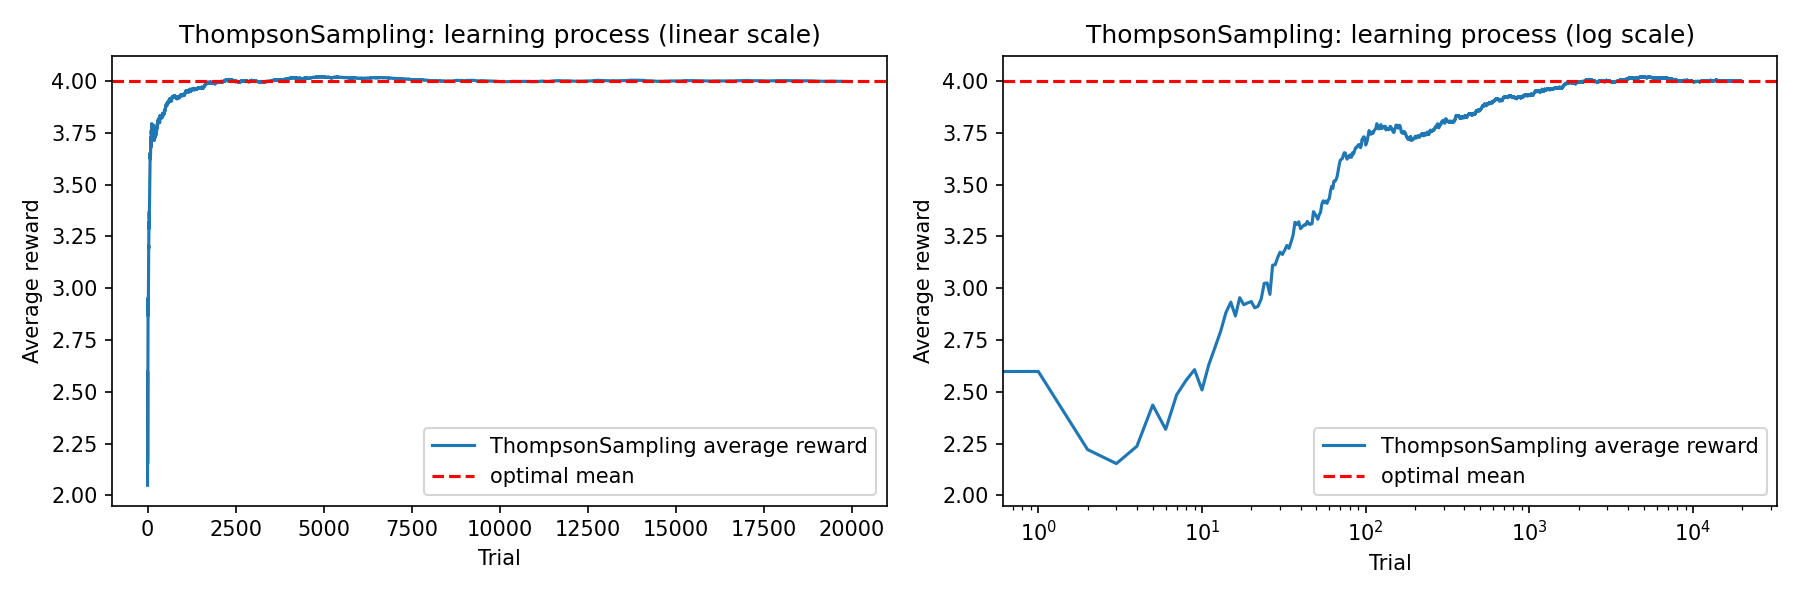 ThompsonSampling: learning process (linear scale)
Average reward
4.00
3.75
3.50
3.25
3.00
2.75
2.50
2.25
2.00
ThompsonSampling average reward
optimal mean
0 2500 5000 7500 10000 12500 15000 17500 20000
Trial
ThompsonSampling: learning process (log scale)
Average reward
4.00
3.75
3.50
3.25
3.00
2.75
2.50
2.25
2.00
ThompsonSampling average reward
optimal mean
10⁰ 10¹ 10² 10³ 10⁴
Trial